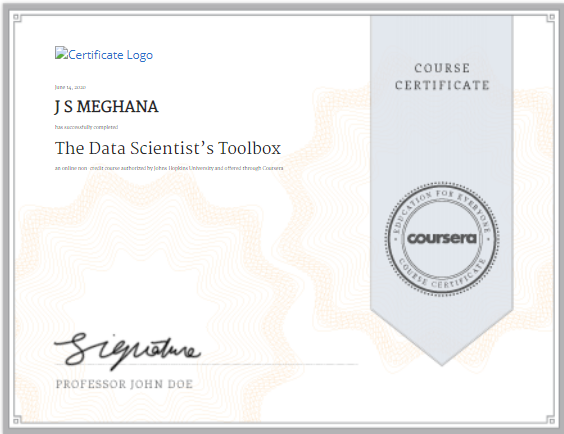 Certificate Logo
June 14, 2020
J S MEGHANA
has successfully completed
The Data Scientist's Toolbox
an online non-credit course authorized by Johns Hopkins University and offered through Coursera
Signature
PROFESSOR JOHN DOE
COURSE
CERTIFICATE
EDUCATION FOR EVERYONE
coursera
COURSE CERTIFICATE